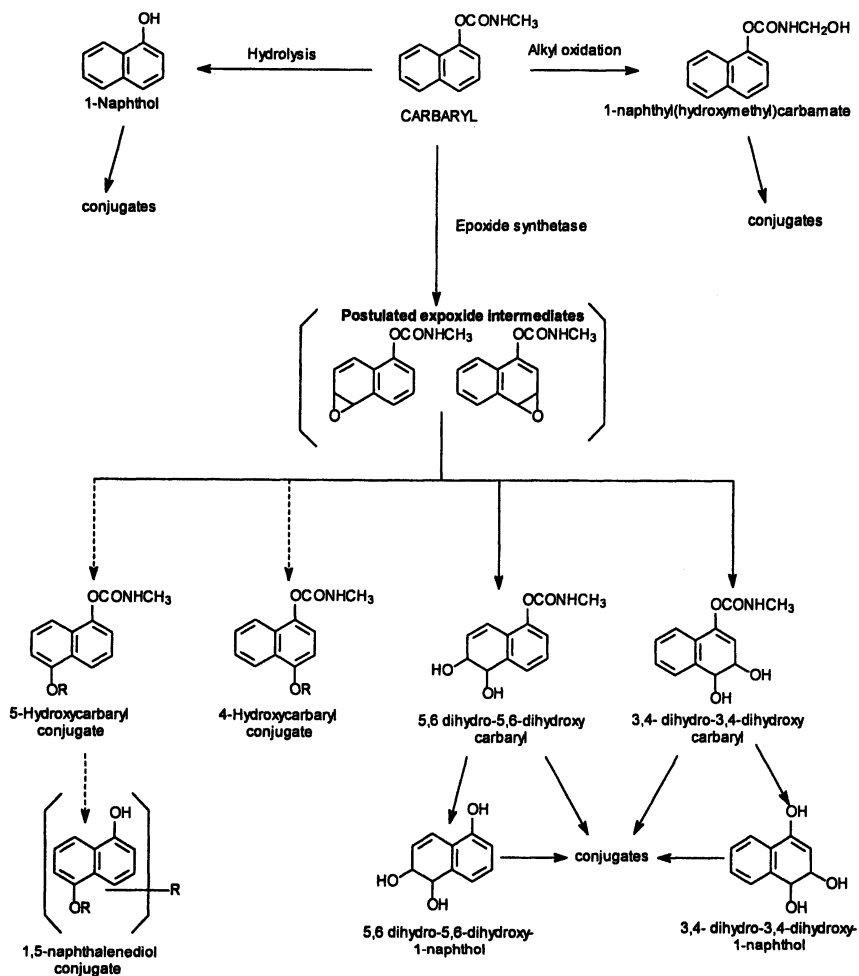 OH
OCONHCH3
OCONHCH2OH
Hydrolysis
Alkyl oxidation
1-Naphthol
CARBARYL
1-naphthyl(hydroxymethyl)carbamate
conjugates
conjugates
Epoxide synthetase
Postulated expoxide intermediates
OCONHCH3
OCONHCH3
O
O
OCONHCH3
OCONHCH3
OCONHCH3
OCONHCH3
OR
OR
HO
OH
OH
OH
5-Hydroxycarbaryl
conjugate
4-Hydroxycarbaryl
conjugate
5,6 dihydro-5,6-dihydroxy
carbaryl
3,4- dihydro-3,4-dihydroxy
carbaryl
OH
OR
R
OH
HO
OH
conjugates
OH
OH
OH
1,5-naphthalenediol
conjugate
5,6 dihydro-5,6-dihydroxy-
1-naphthol
3,4- dihydro-3,4-dihydroxy-
1-naphthol